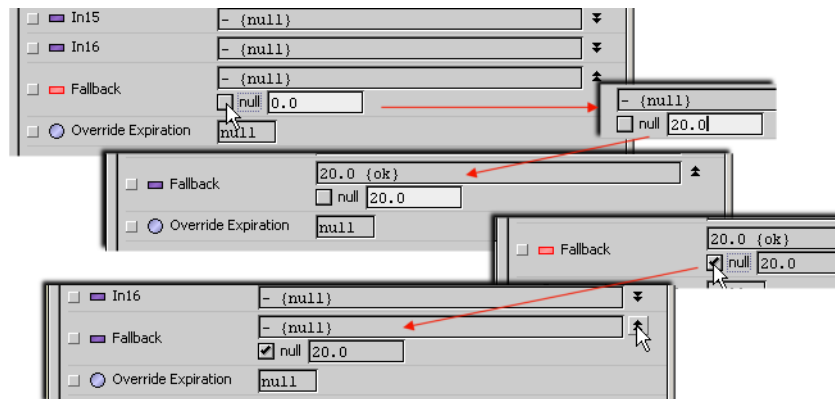 In15 - {null}
In16 - {null}
Fallback - {null}
null 0.0
- {null}
null 20.0
Override Expiration null
Fallback 20.0 {ok}
null 20.0
Override Expiration null
Fallback 20.0 {ok}
null 20.0
In16 - {null}
Fallback - {null}
null 20.0
Override Expiration null